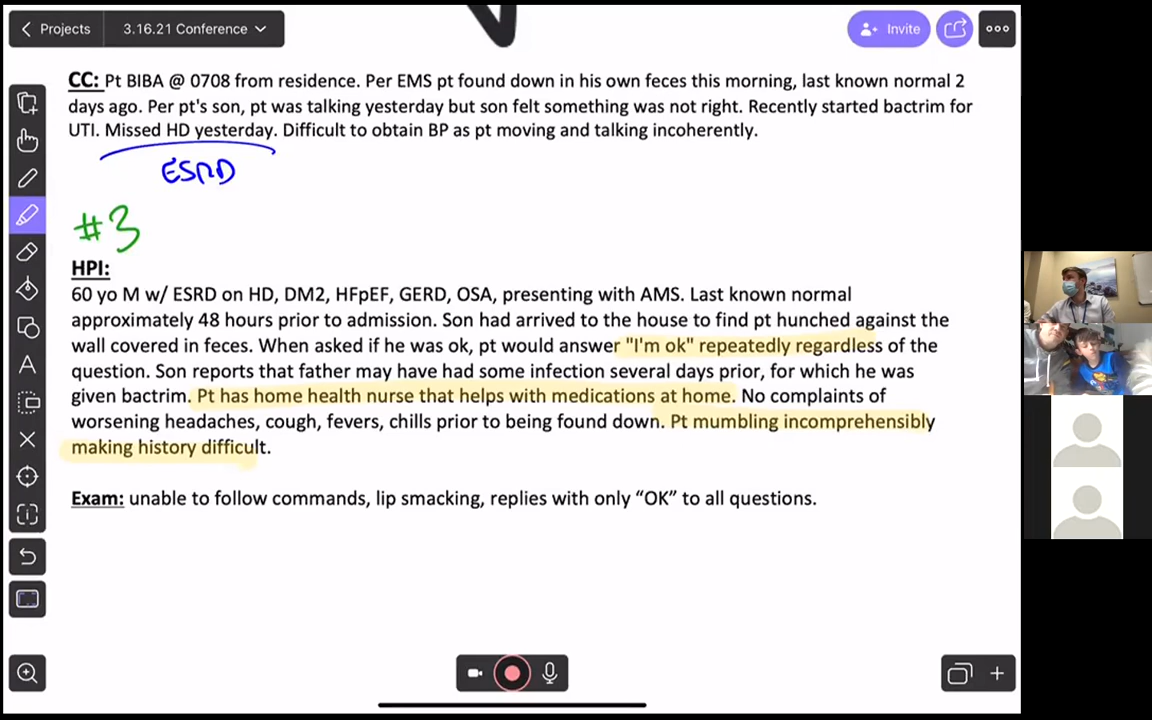 Projects
3.16.21 Conference
Invite
CC: Pt BIBA @ 0708 from residence. Per EMS pt found down in his own feces this morning, last known normal 2
days ago. Per pt's son, pt was talking yesterday but son felt something was not right. Recently started bactrim for
UTI. Missed HD yesterday. Difficult to obtain BP as pt moving and talking incoherently.
ESRD
#3
HPI:
60 yo M w/ ESRD on HD, DM2, HFpEF, GERD, OSA, presenting with AMS. Last known normal
approximately 48 hours prior to admission. Son had arrived to the house to find pt hunched against the
wall covered in feces. When asked if he was ok, pt would answer "I'm ok" repeatedly regardless of the
question. Son reports that father may have had some infection several days prior, for which he was
given bactrim. Pt has home health nurse that helps with medications at home. No complaints of
worsening headaches, cough, fevers, chills prior to being found down. Pt mumbling incomprehensibly
making history difficult.
Exam: unable to follow commands, lip smacking, replies with only “OK” to all questions.